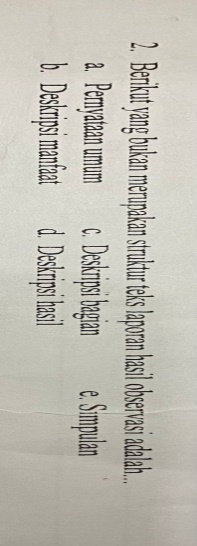 2. Berikut yang bukan merupakan struktur teks laporan hasil observasi adalah...
a. Pernyataan umum c. Deskripsi bagian e. Simpulan
b. Deskripsi manfaat d. Deskripsi hasil